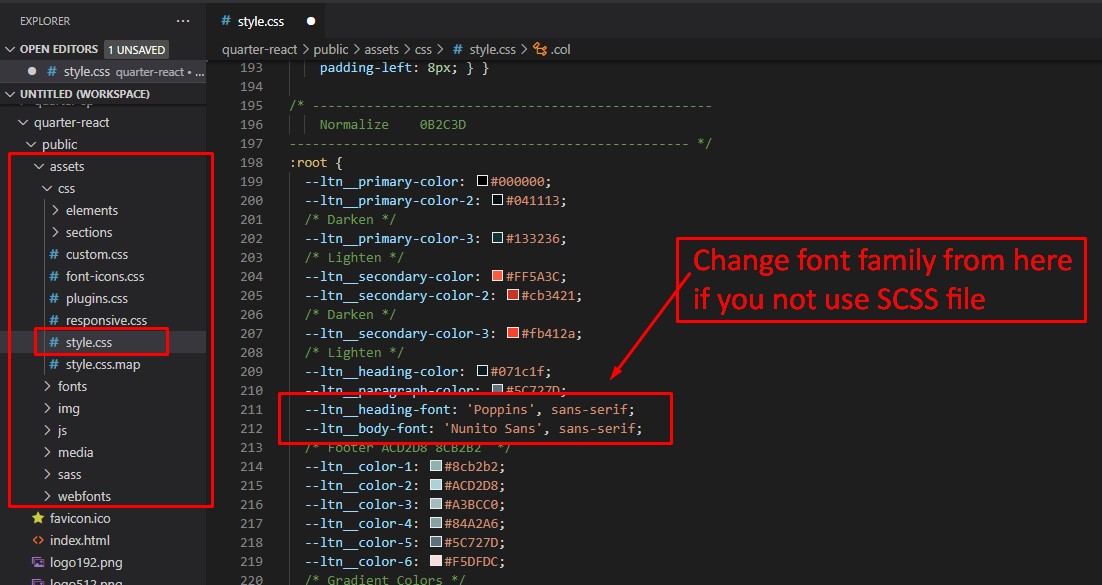 EXPLORER
···
OPEN EDITORS 1 UNSAVED
# style.css quarter-react • ...
UNTITLED (WORKSPACE)
quarter-react
public
assets
css
elements
sections
# custom.css
# font-icons.css
# plugins.css
# responsive.css
# style.css
# style.css.map
fonts
img
js
media
sass
webfonts
favicon.ico
<> index.html
logo192.png
logo512.png
# style.css ●
quarter-react > public > assets > css > # style.css > .col
193 padding-left: 8px; } }
194
195 /* ----------------------------------------------------
196 Normalize 0B2C3D
197 ---------------------------------------------------- */
198 :root {
199 --ltn__primary-color: #000000;
200 --ltn__primary-color-2: #041113;
201 /* Darken */
202 --ltn__primary-color-3: #133236;
203 /* Lighten */
204 --ltn__secondary-color: #FF5A3C;
205 --ltn__secondary-color-2: #cb3421;
206 /* Darken */
207 --ltn__secondary-color-3: #fb412a;
208 /* Lighten */
209 --ltn__heading-color: #071c1f;
210 --ltn__paragraph-color: #5C727D;
211 --ltn__heading-font: 'Poppins', sans-serif;
212 --ltn__body-font: 'Nunito Sans', sans-serif;
213 /* Footer ACD2D8 8CB2B2 */
214 --ltn__color-1: #8cb2b2;
215 --ltn__color-2: #ACD2D8;
216 --ltn__color-3: #A3BCC0;
217 --ltn__color-4: #84A2A6;
218 --ltn__color-5: #5C727D;
219 --ltn__color-6: #F5DFDC;
220 /* Gradient Colors */
Change font family from here
if you not use SCSS file